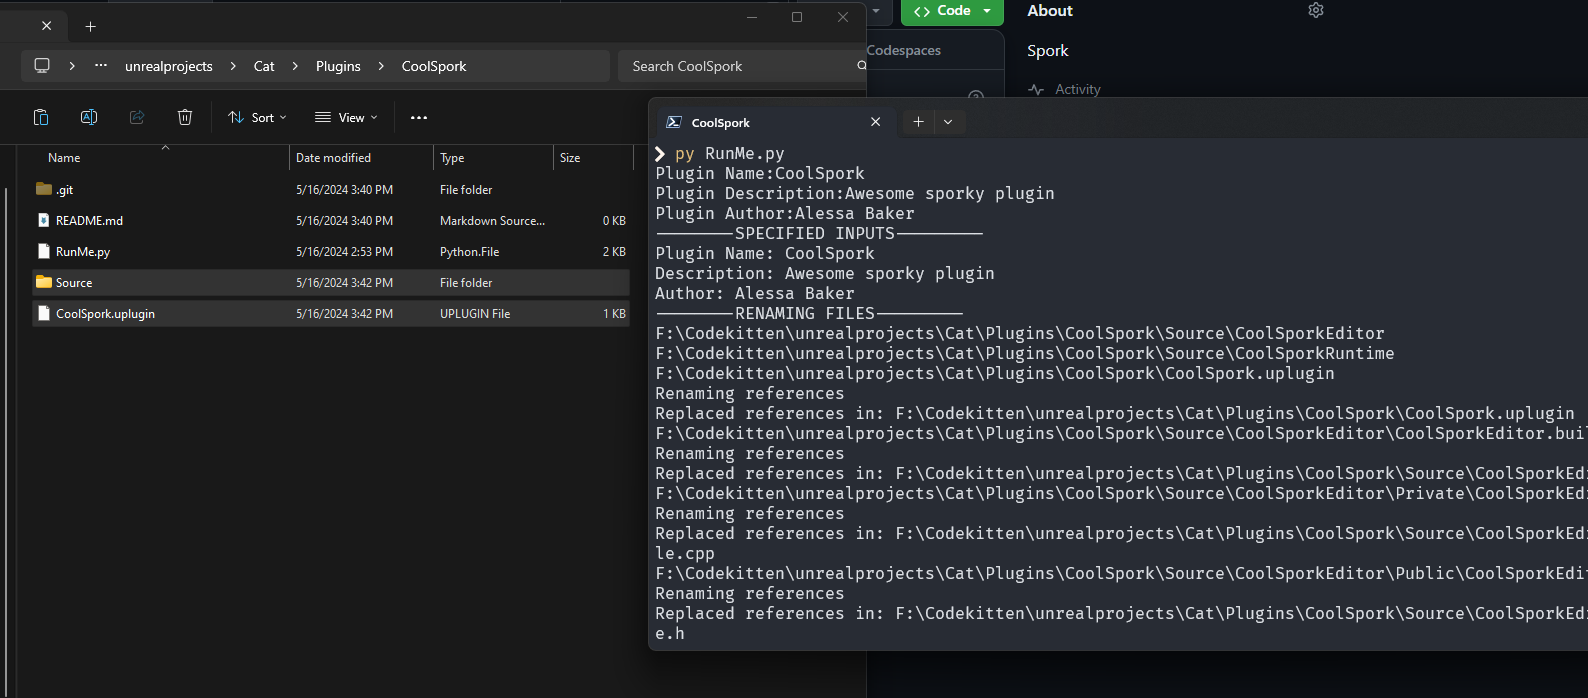 Code
About
Codespaces
Spork
Activity
unrealprojects > Cat > Plugins > CoolSpork
Search CoolSpork
Sort
View
Name Date modified Type Size
.git 5/16/2024 3:40 PM File folder
README.md 5/16/2024 3:40 PM Markdown Source... 0 KB
RunMe.py 5/16/2024 2:53 PM Python.File 2 KB
Source 5/16/2024 3:42 PM File folder
CoolSpork.uplugin 5/16/2024 3:42 PM UPLUGIN File 1 KB
CoolSpork
❯ py RunMe.py
Plugin Name:CoolSpork
Plugin Description:Awesome sporky plugin
Plugin Author:Alessa Baker
————————SPECIFIED INPUTS—————————
Plugin Name: CoolSpork
Description: Awesome sporky plugin
Author: Alessa Baker
————————RENAMING FILES—————————
F:\Codekitten\unrealprojects\Cat\Plugins\CoolSpork\Source\CoolSporkEditor
F:\Codekitten\unrealprojects\Cat\Plugins\CoolSpork\Source\CoolSporkRuntime
F:\Codekitten\unrealprojects\Cat\Plugins\CoolSpork\CoolSpork.uplugin
Renaming references
Replaced references in: F:\Codekitten\unrealprojects\Cat\Plugins\CoolSpork\CoolSpork.uplugin
F:\Codekitten\unrealprojects\Cat\Plugins\CoolSpork\Source\CoolSporkEditor\CoolSporkEditor.bui
Renaming references
Replaced references in: F:\Codekitten\unrealprojects\Cat\Plugins\CoolSpork\Source\CoolSporkEd
F:\Codekitten\unrealprojects\Cat\Plugins\CoolSpork\Source\CoolSporkEditor\Private\CoolSporkEd
Renaming references
Replaced references in: F:\Codekitten\unrealprojects\Cat\Plugins\CoolSpork\Source\CoolSporkEd
le.cpp
F:\Codekitten\unrealprojects\Cat\Plugins\CoolSpork\Source\CoolSporkEditor\Public\CoolSporkEdi
Renaming references
Replaced references in: F:\Codekitten\unrealprojects\Cat\Plugins\CoolSpork\Source\CoolSporkEd
e.h